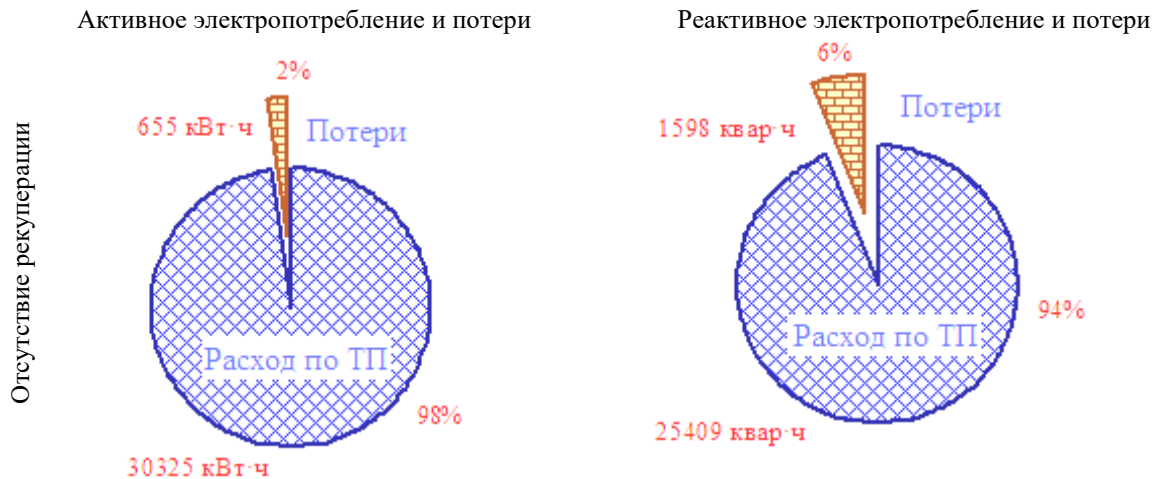 Активное электропотребление и потери
Реактивное электропотребление и потери
Отсутствие рекуперации
2%
655 кВт·ч
Потери
Расход по ТП
98%
30325 кВт·ч
6%
1598 квар·ч
Потери
Расход по ТП
94%
25409 квар·ч